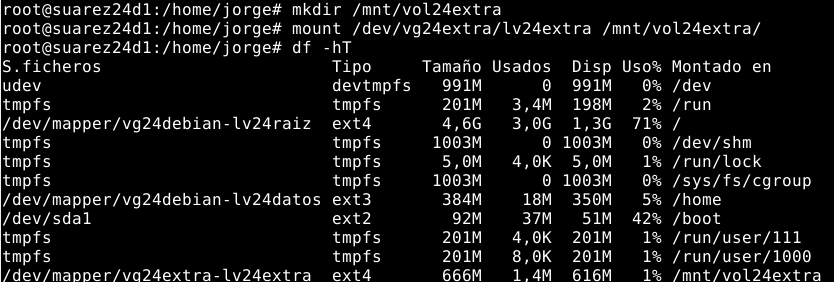 root@suarez24d1:/home/jorge# mkdir /mnt/vol24extra
root@suarez24d1:/home/jorge# mount /dev/vg24extra/lv24extra /mnt/vol24extra/
root@suarez24d1:/home/jorge# df -hT
S.ficheros Tipo Tamaño Usados Disp Uso% Montado en
udev devtmpfs 991M 0 991M 0% /dev
tmpfs tmpfs 201M 3,4M 198M 2% /run
/dev/mapper/vg24debian-lv24raiz ext4 4,6G 3,0G 1,3G 71% /
tmpfs tmpfs 1003M 0 1003M 0% /dev/shm
tmpfs tmpfs 5,0M 4,0K 5,0M 1% /run/lock
tmpfs tmpfs 1003M 0 1003M 0% /sys/fs/cgroup
/dev/mapper/vg24debian-lv24datos ext3 384M 18M 350M 5% /home
/dev/sda1 ext2 92M 37M 51M 42% /boot
tmpfs tmpfs 201M 4,0K 201M 1% /run/user/111
tmpfs tmpfs 201M 8,0K 201M 1% /run/user/1000
/dev/mapper/vg24extra-lv24extra ext4 666M 1,4M 616M 1% /mnt/vol24extra